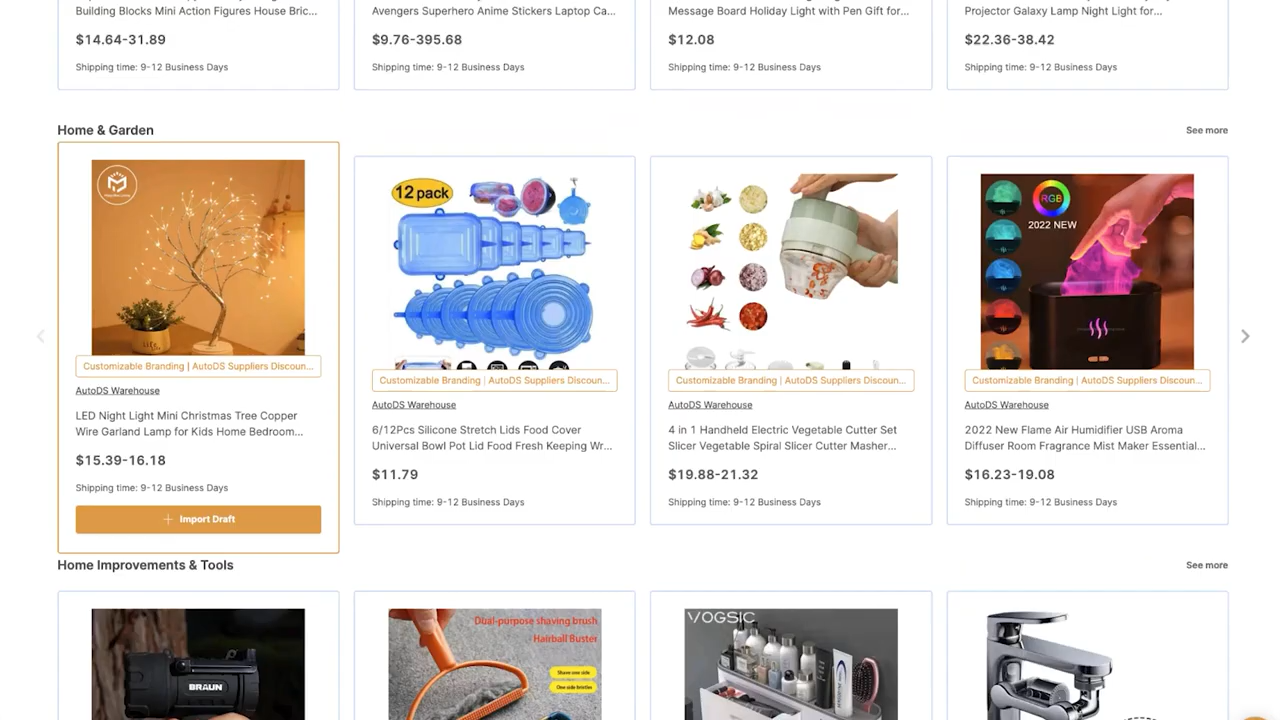 Building Blocks Mini Action Figures House Bric...
$14.64-31.89
Shipping time: 9-12 Business Days
Avengers Superhero Anime Stickers Laptop Ca...
$9.76-395.68
Shipping time: 9-12 Business Days
Message Board Holiday Light with Pen Gift for...
$12.08
Shipping time: 9-12 Business Days
Projector Galaxy Lamp Night Light for...
$22.36-38.42
Shipping time: 9-12 Business Days
Home & Garden
See more
Customizable Branding | AutoDS Suppliers Discoun...
AutoDS Warehouse
LED Night Light Mini Christmas Tree Copper
Wire Garland Lamp for Kids Home Bedroom...
$15.39-16.18
Shipping time: 9-12 Business Days
+ Import Draft
12 pack
Customizable Branding | AutoDS Suppliers Discoun...
AutoDS Warehouse
6/12Pcs Silicone Stretch Lids Food Cover
Universal Bowl Pot Lid Food Fresh Keeping Wr...
$11.79
Shipping time: 9-12 Business Days
Customizable Branding | AutoDS Suppliers Discoun...
AutoDS Warehouse
4 in 1 Handheld Electric Vegetable Cutter Set
Slicer Vegetable Spiral Slicer Cutter Masher...
$19.88-21.32
Shipping time: 9-12 Business Days
RGB
2022 NEW
Customizable Branding | AutoDS Suppliers Discoun...
AutoDS Warehouse
2022 New Flame Air Humidifier USB Aroma
Diffuser Room Fragrance Mist Maker Essential...
$16.23-19.08
Shipping time: 9-12 Business Days
Home Improvements & Tools
See more
BRAUN
Dual-purpose shaving brush
Hairball Buster
Shave one side
One side bristles
VOGSIC